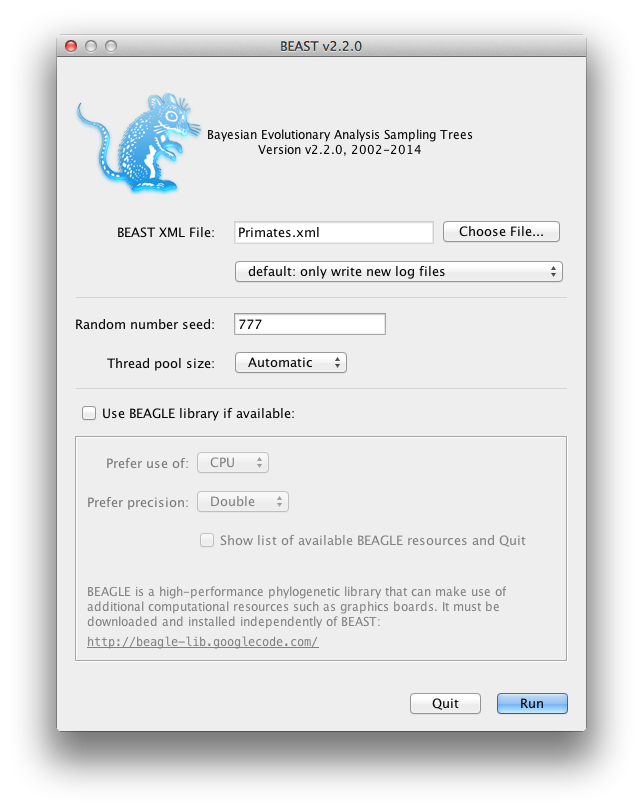 BEAST v2.2.0
Bayesian Evolutionary Analysis Sampling Trees
Version v2.2.0, 2002-2014
BEAST XML File: Primates.xml Choose File...
default: only write new log files
Random number seed: 777
Thread pool size: Automatic
Use BEAGLE library if available:
Prefer use of: CPU
Prefer precision: Double
Show list of available BEAGLE resources and Quit
BEAGLE is a high-performance phylogenetic library that can make use of
additional computational resources such as graphics boards. It must be
downloaded and installed independently of BEAST:
http://beagle-lib.googlecode.com/
Quit Run